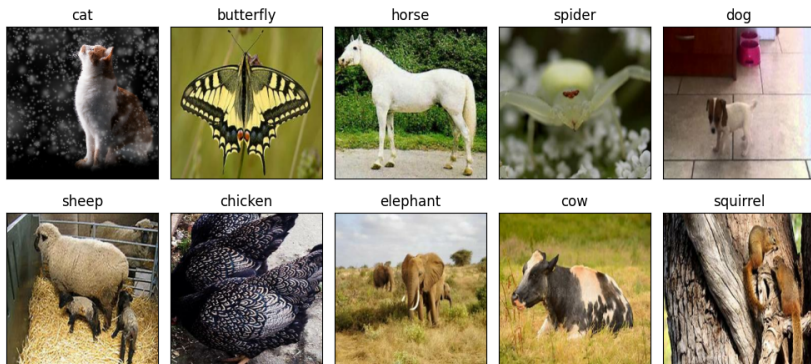 cat
butterfly
horse
spider
dog
sheep
chicken
elephant
cow
squirrel